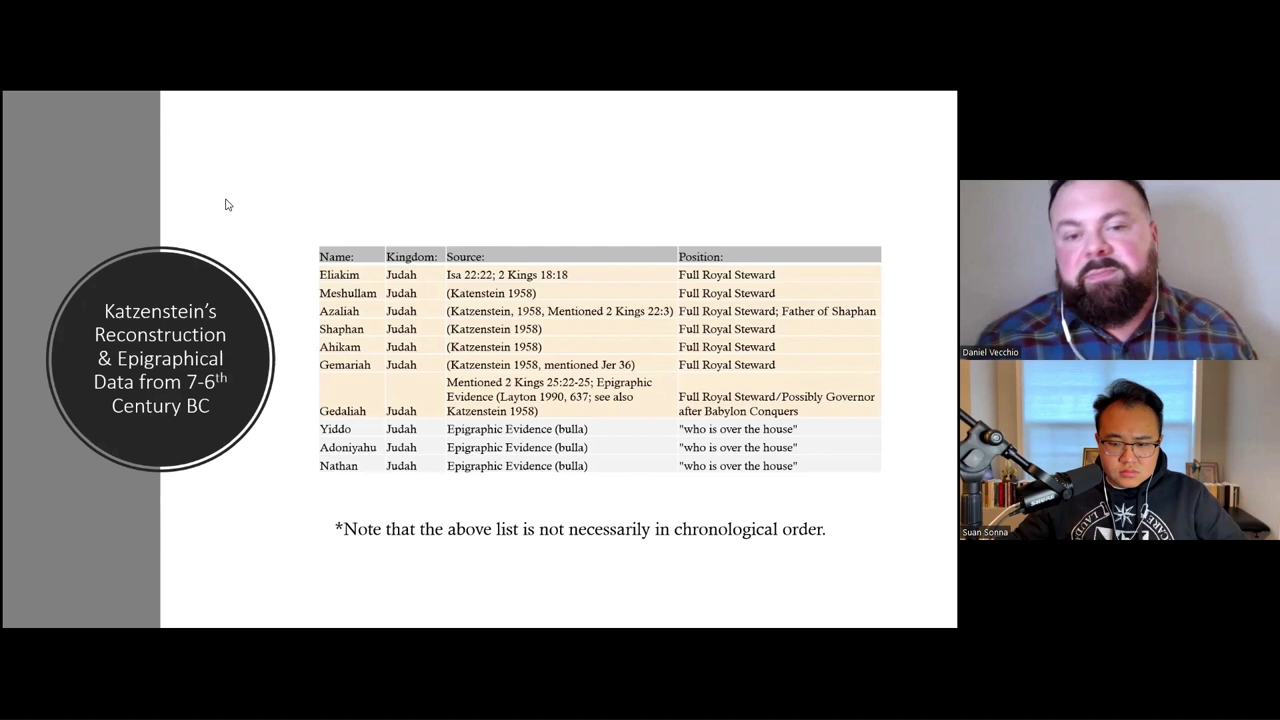 Katzenstein's
Reconstruction
& Epigraphical
Data from 7-6th
Century BC
Name: Kingdom: Source: Position:
Eliakim Judah Isa 22:22; 2 Kings 18:18 Full Royal Steward
Meshullam Judah (Katenstein 1958) Full Royal Steward
Azaliah Judah (Katzenstein, 1958, Mentioned 2 Kings 22:3) Full Royal Steward; Father of Shaphan
Shaphan Judah (Katzenstein 1958) Full Royal Steward
Ahikam Judah (Katzenstein 1958) Full Royal Steward
Gemariah Judah (Katzenstein 1958, mentioned Jer 36) Full Royal Steward
Mentioned 2 Kings 25:22-25; Epigraphic
Evidence (Layton 1990, 637; see also Full Royal Steward/Possibly Governor
Gedaliah Judah Katzenstein 1958) after Babylon Conquers
Yiddo Judah Epigraphic Evidence (bulla) "who is over the house"
Adoniyahu Judah Epigraphic Evidence (bulla) "who is over the house"
Nathan Judah Epigraphic Evidence (bulla) "who is over the house"
*Note that the above list is not necessarily in chronological order.
Daniel Vecchio
Suan Sonna